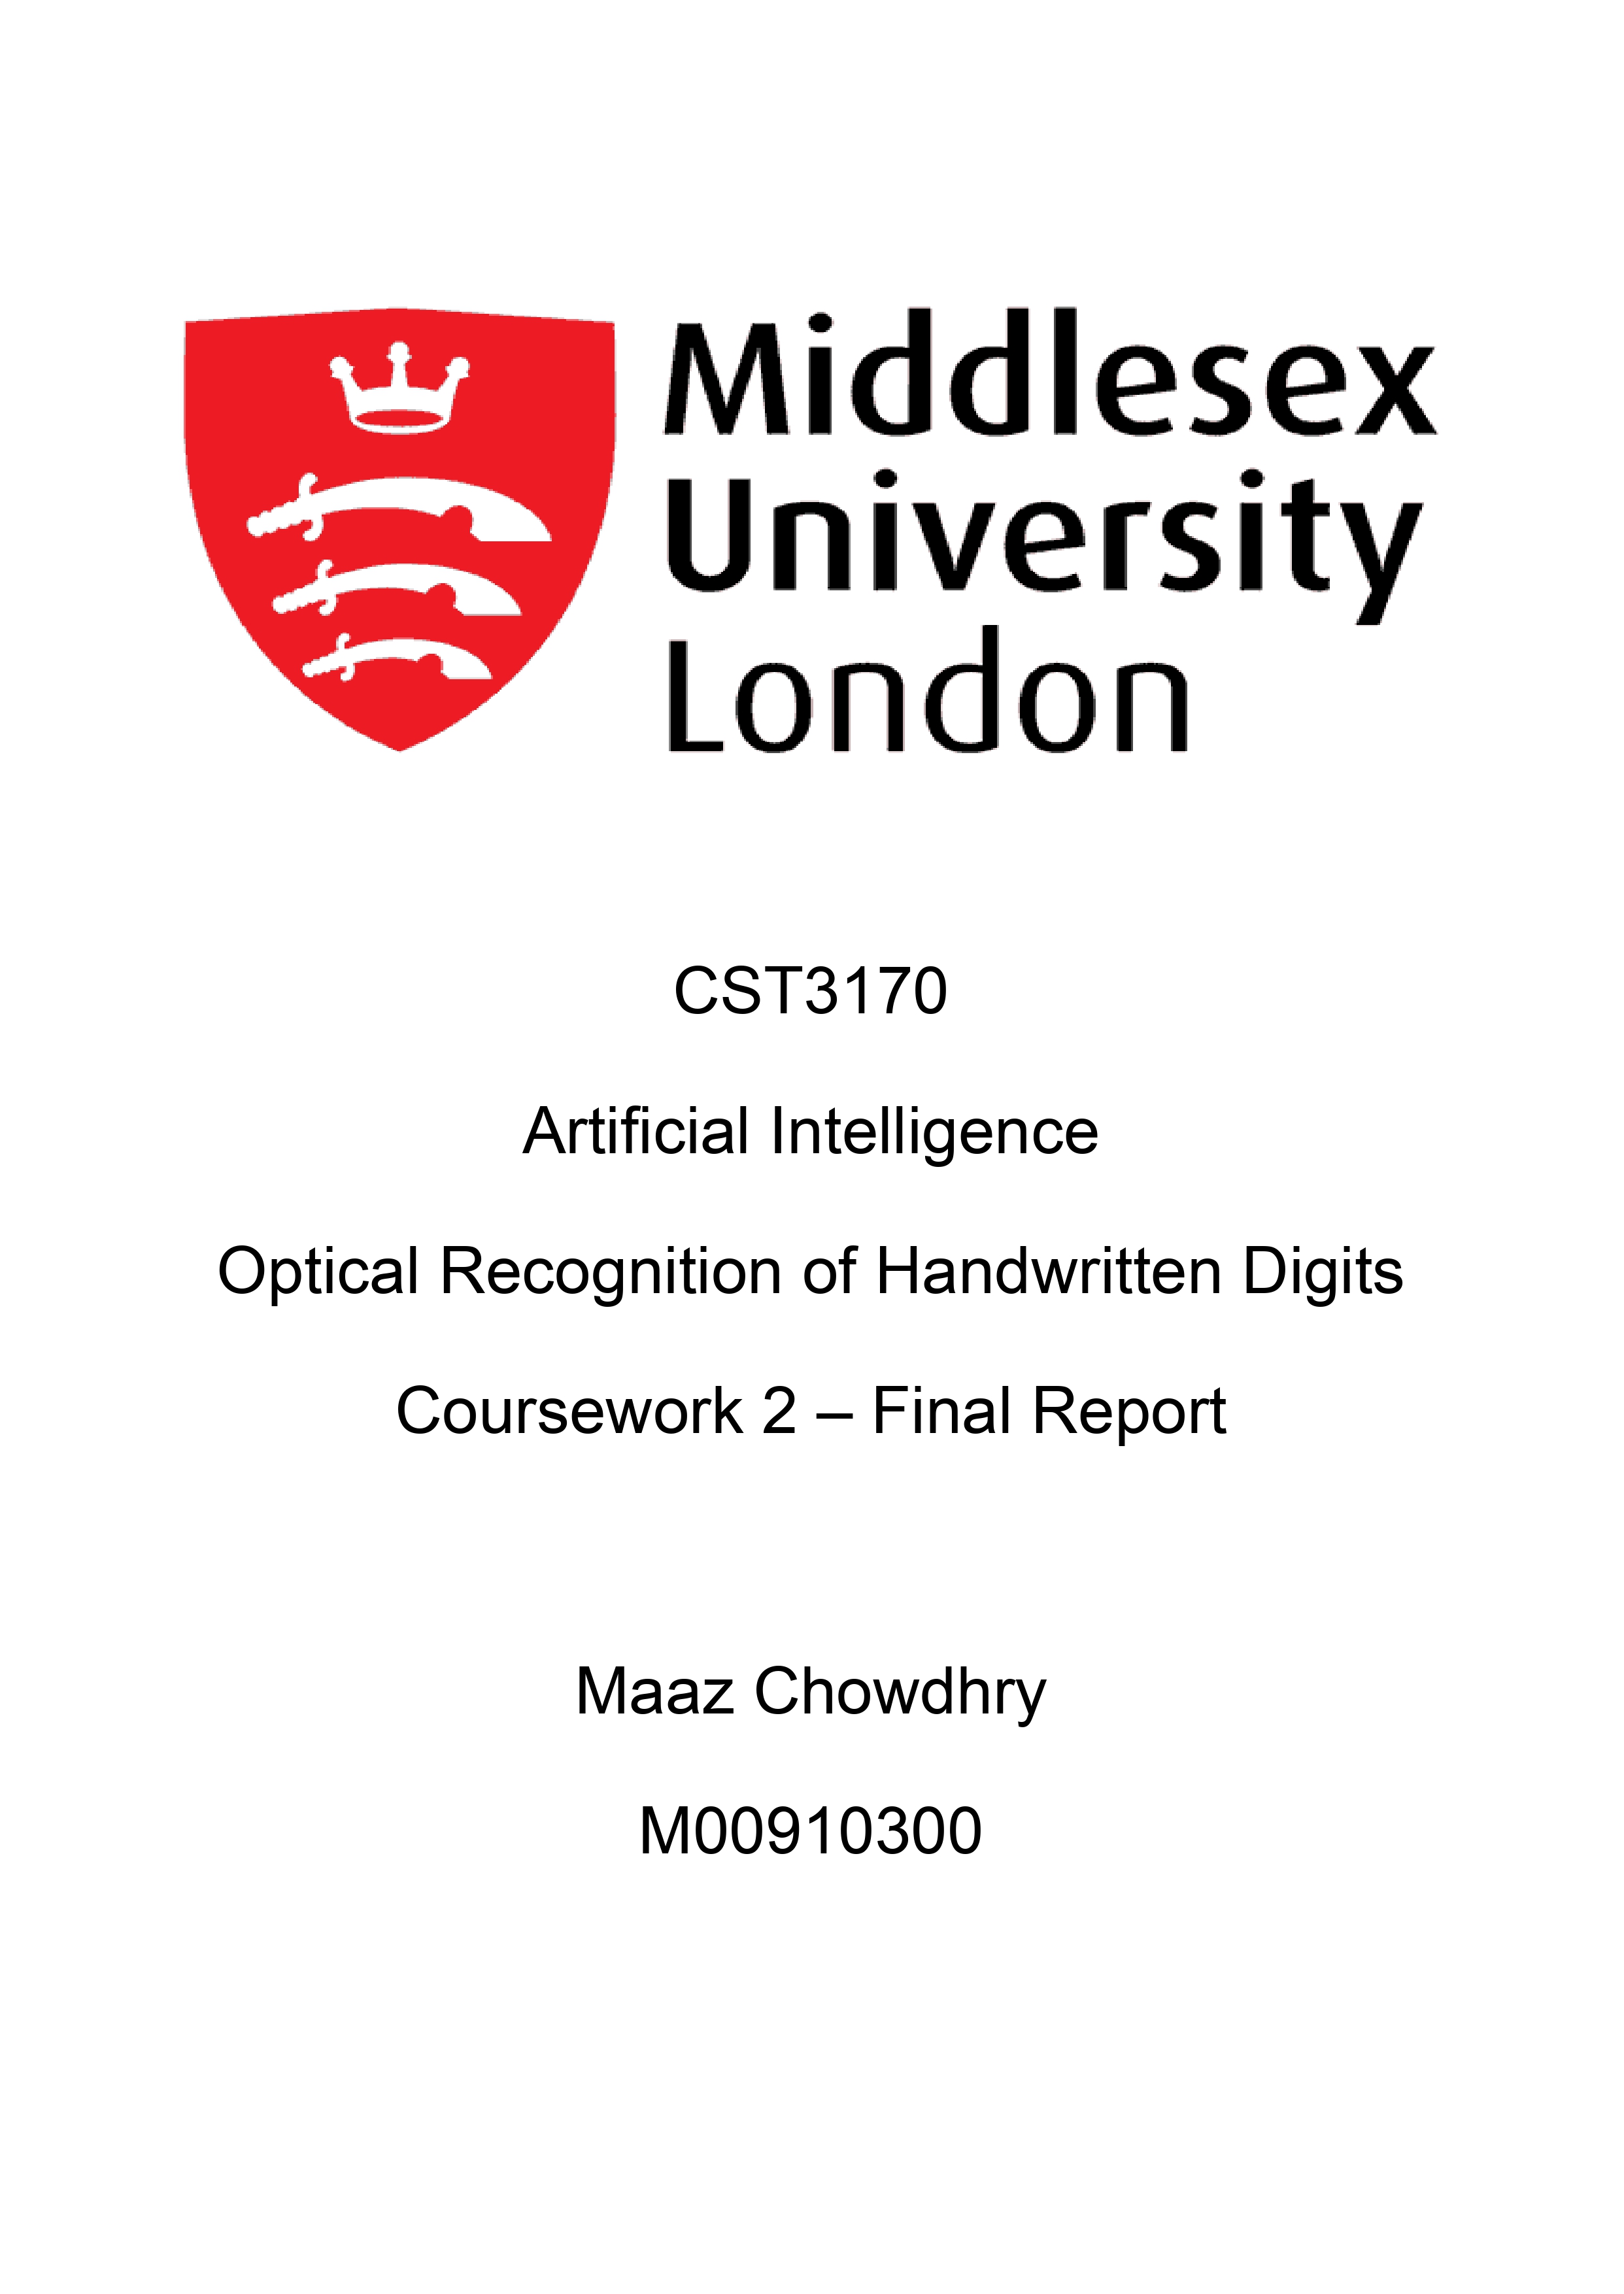 Middlesex
University
London
CST3170
Artificial Intelligence
Optical Recognition of Handwritten Digits
Coursework 2 – Final Report
Maaz Chowdhry
M00910300